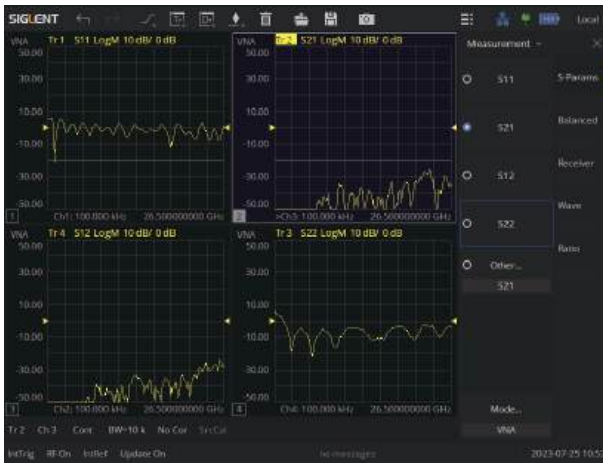 SIGLENT
Local
VNA Tr 1 S11 LogM 10 dB/ 0 dB
50.00
30.00
10.00
-10.00
-30.00
-50.00
1
Ch1: 100.000 kHz 26.500000000 GHz
VNA Tr 2 S21 LogM 10 dB/ 0 dB
50.00
30.00
10.00
-10.00
-30.00
-50.00
2
>Ch3: 100.000 kHz 26.500000000 GHz
VNA Tr 4 S12 LogM 10 dB/ 0 dB
50.00
30.00
10.00
-10.00
-30.00
-50.00
3
Ch2: 100.000 kHz 26.500000000 GHz
VNA Tr 3 S22 LogM 10 dB/ 0 dB
50.00
30.00
10.00
-10.00
-30.00
-50.00
4
Ch4: 100.000 kHz 26.500000000 GHz
Measurement
S11
S21
S12
S22
Other...
S21
Mode...
VNA
S-Params
Balanced
Receiver
Wave
Ratio
Tr 2 Ch 3 Cont BW=10 k No Cor SrcCal
IntTrig RF On IntRef Update On no messages 2023-07-25 10:5